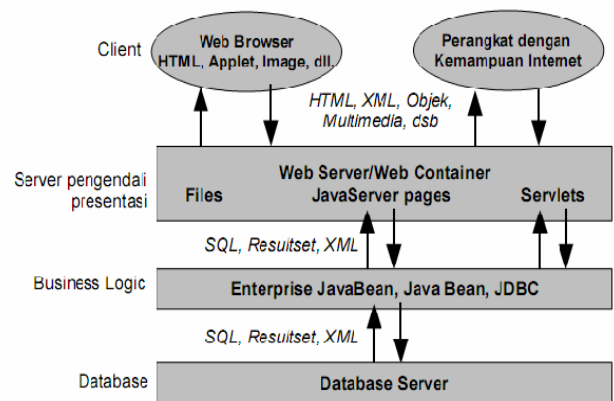 Client
Web Browser
HTML, Applet, Image, dll.
Perangkat dengan
Kemampuan Internet
HTML, XML, Objek,
Multimedia, dsb
Server pengendali
presentasi
Web Server/Web Container
Files
JavaServer pages
Servlets
SQL, Resuitset, XML
Business Logic
Enterprise JavaBean, Java Bean, JDBC
SQL, Resuitset, XML
Database
Database Server